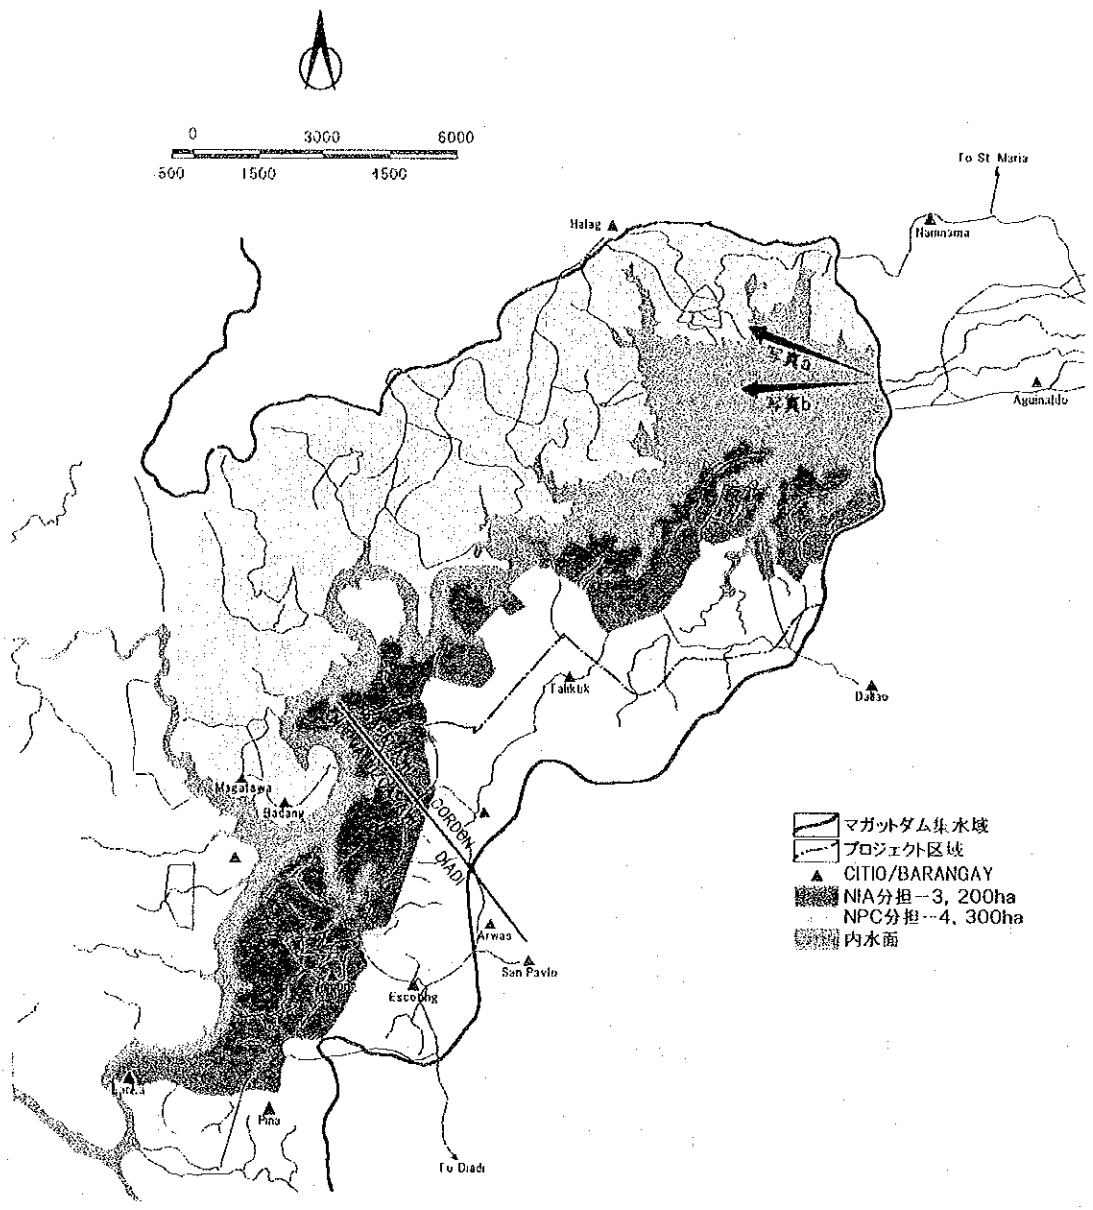 0 3000 6000
500 1500 4500
To St. Maria
Halag
Namnama
写真a
写真b
Aguinaldo
Talktuk
Dallao
Magalawa
Badang
CORDON
DIADI
マガットダム集水域
プロジェクト区域
CITIO/BARANGAY
NIA分担--3, 200ha
NPC分担--4, 300ha
内水面
Arwas
San Pavlo
Escoting
Pina
To Diadi